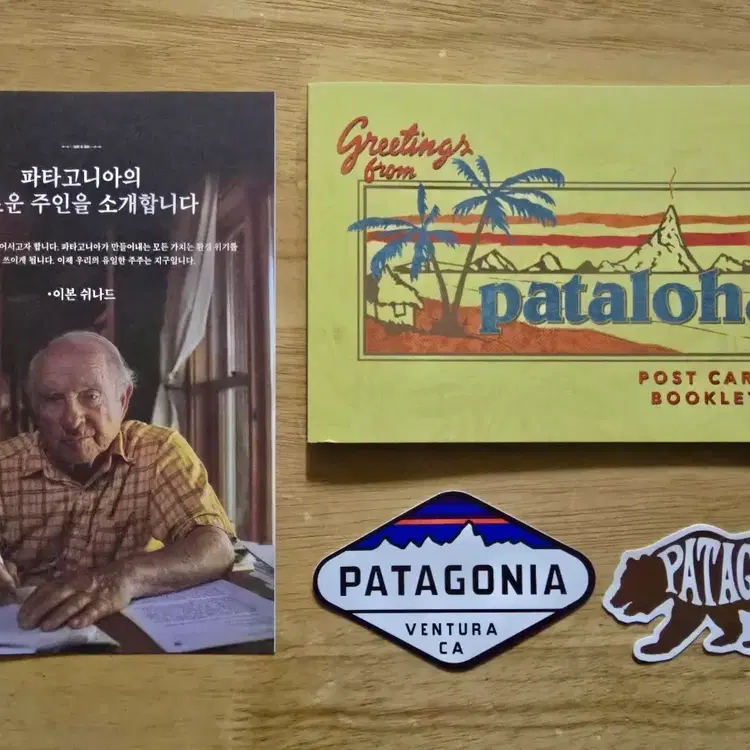 파타고니아의
운 주인을 소개합니다
어서고자 합니다. 파타고니아가 만들어내는 모든 가치는 환경 위기를
쓰이게 됩니다. 이제 우리의 유일한 주주는 지구입니다.
•이본 쉬나드
Greetings
from
pataloha
POST CAR
BOOKLET
PATAGONIA
VENTURA
CA
PATAG